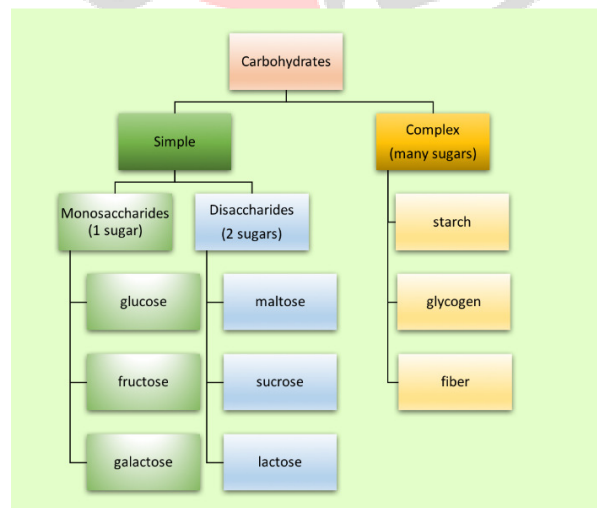 Carbohydrates
Simple
Complex
(many sugars)
Monosaccharides
(1 sugar)
Disaccharides
(2 sugars)
starch
glucose
maltose
glycogen
fructose
sucrose
fiber
galactose
lactose